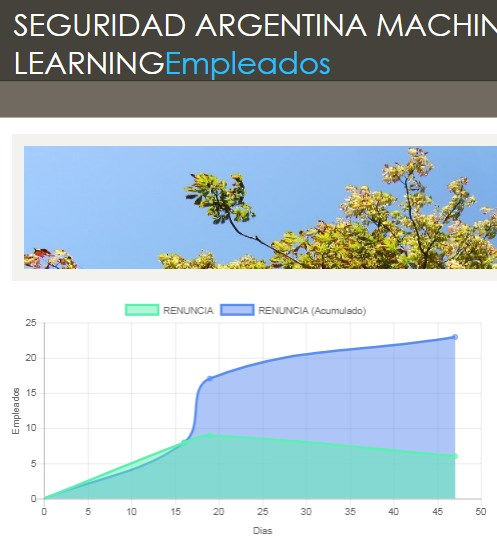 SEGURIDAD ARGENTINA MACHIN
LEARNINGEmpleados
RENUNCIA RENUNCIA (Acumulado)
25
20
15
10
5
0
Empleados
0 5 10 15 20 25 30 35 40 45 50
Dias